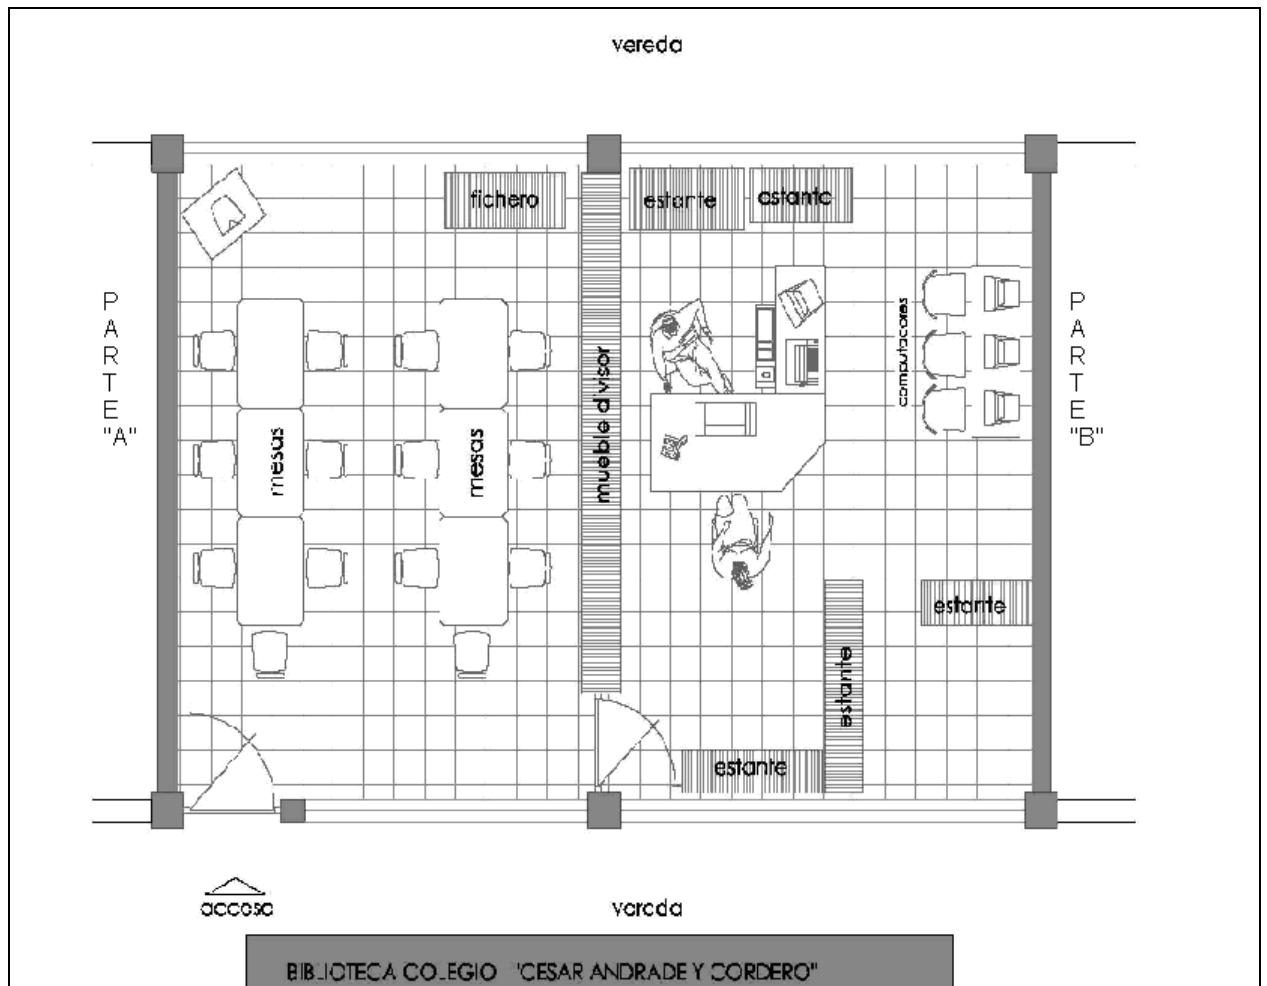 vereda
fichero
estante
estante
PARTE "A"
mesas
mesas
mueble divisor
computadores
PARTE "B"
estante
estante
estante
acceso
vereda
BIBLIOTECA COLEGIO "CESAR ANDRADE Y CORDERO"